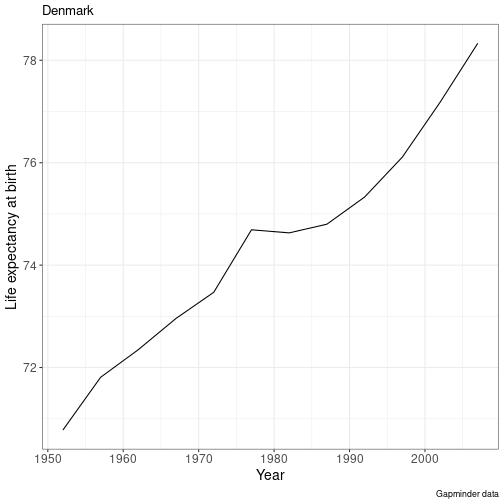 Denmark
Life expectancy at birth
78
76
74
72
1950 1960 1970 1980 1990 2000
Year
Gapminder data